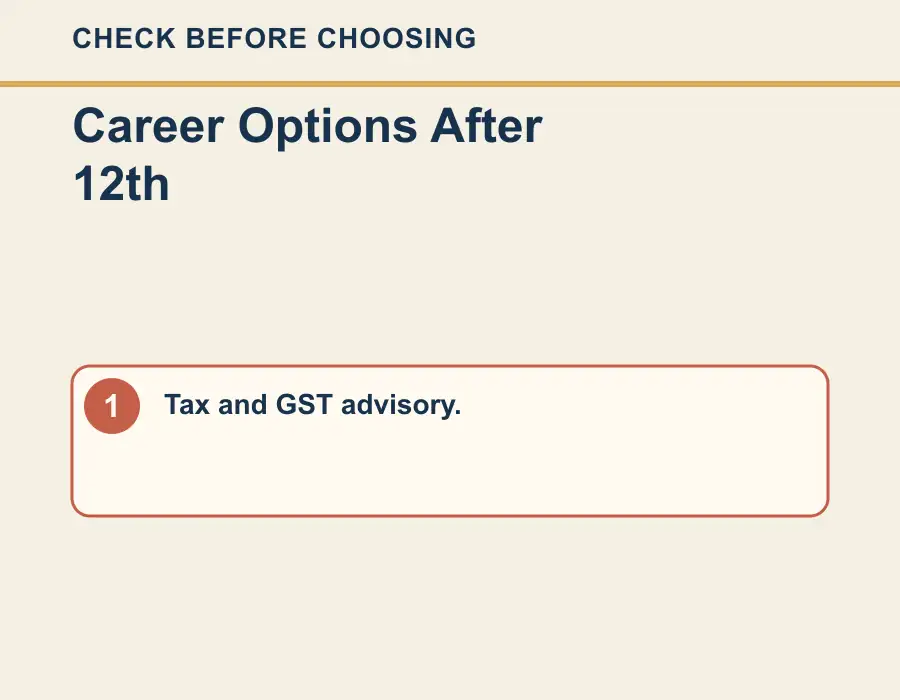 CHECK BEFORE CHOOSING
Career Options After
12th
1 Tax and GST advisory.